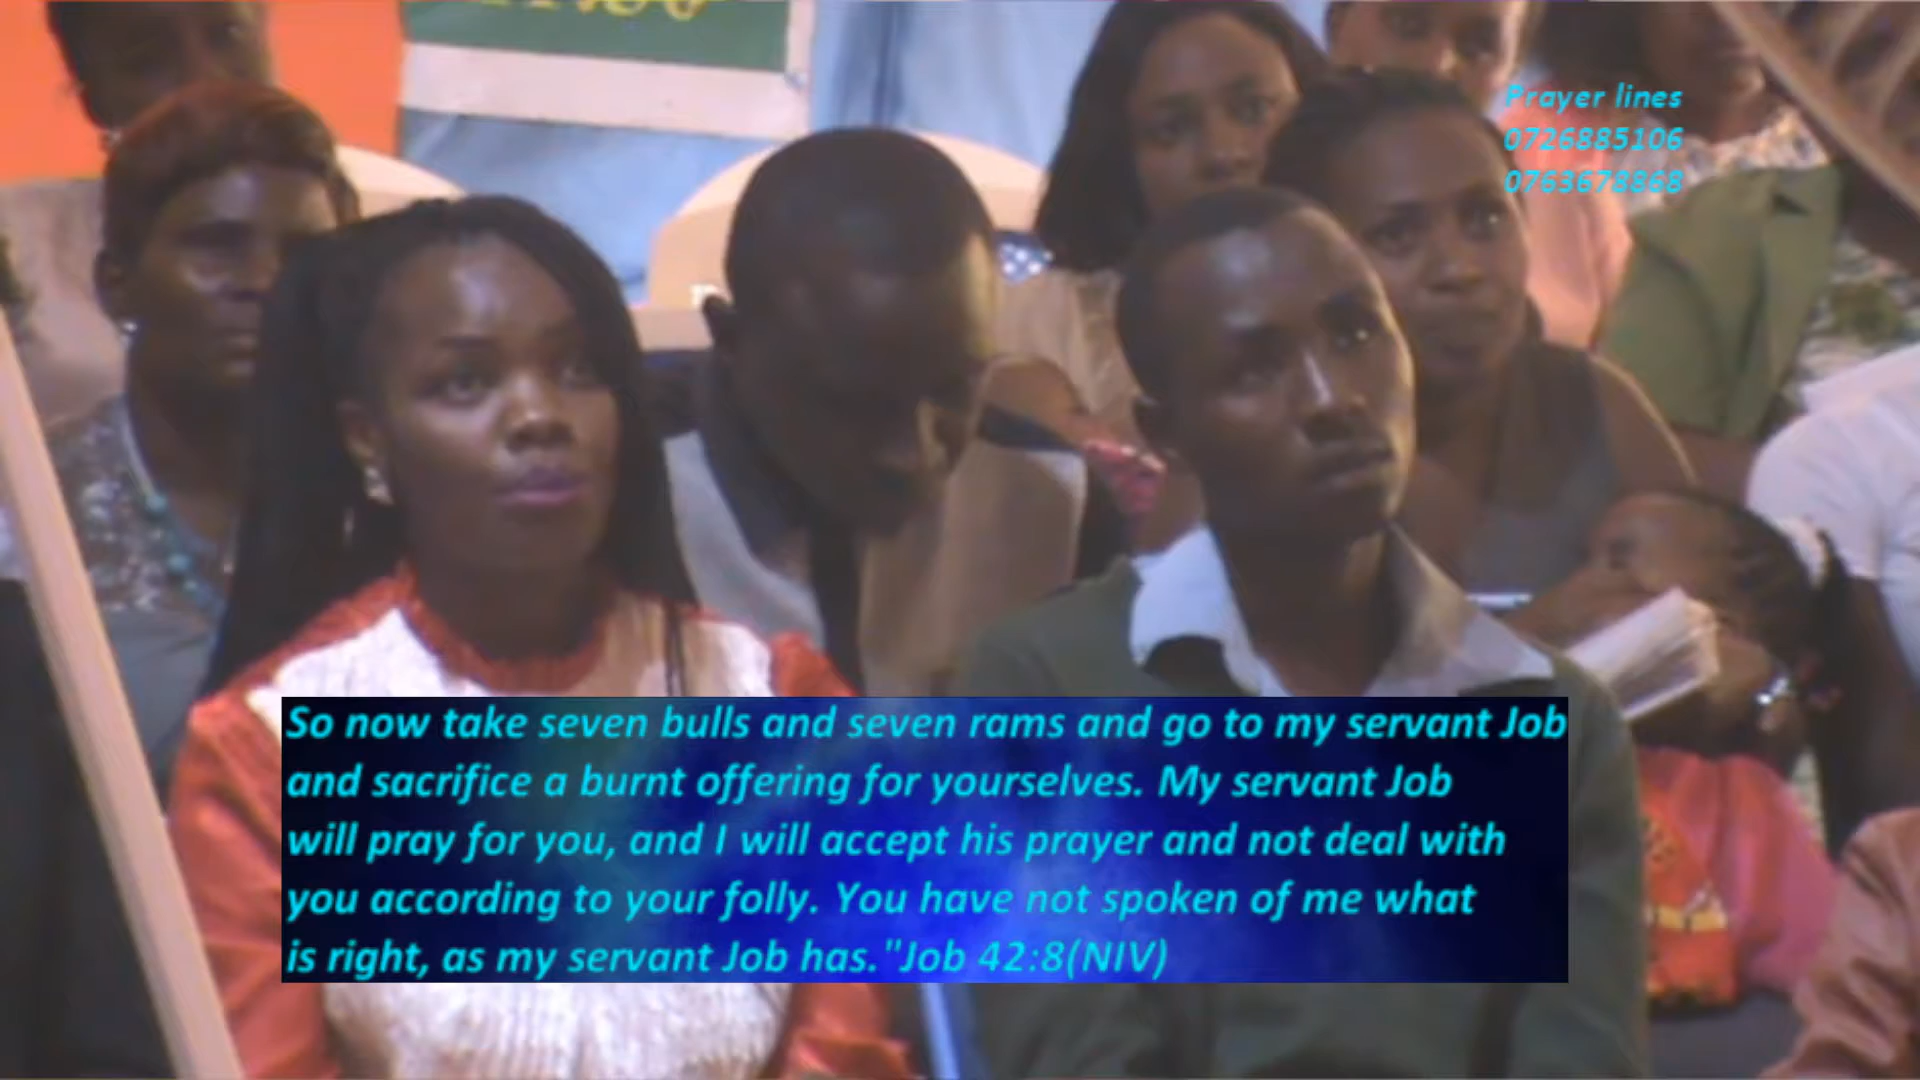 Prayer lines
0726885106
0763678868
So now take seven bulls and seven rams and go to my servant Job
and sacrifice a burnt offering for yourselves. My servant Job
will pray for you, and I will accept his prayer and not deal with
you according to your folly. You have not spoken of me what
is right, as my servant Job has."Job 42:8(NIV)